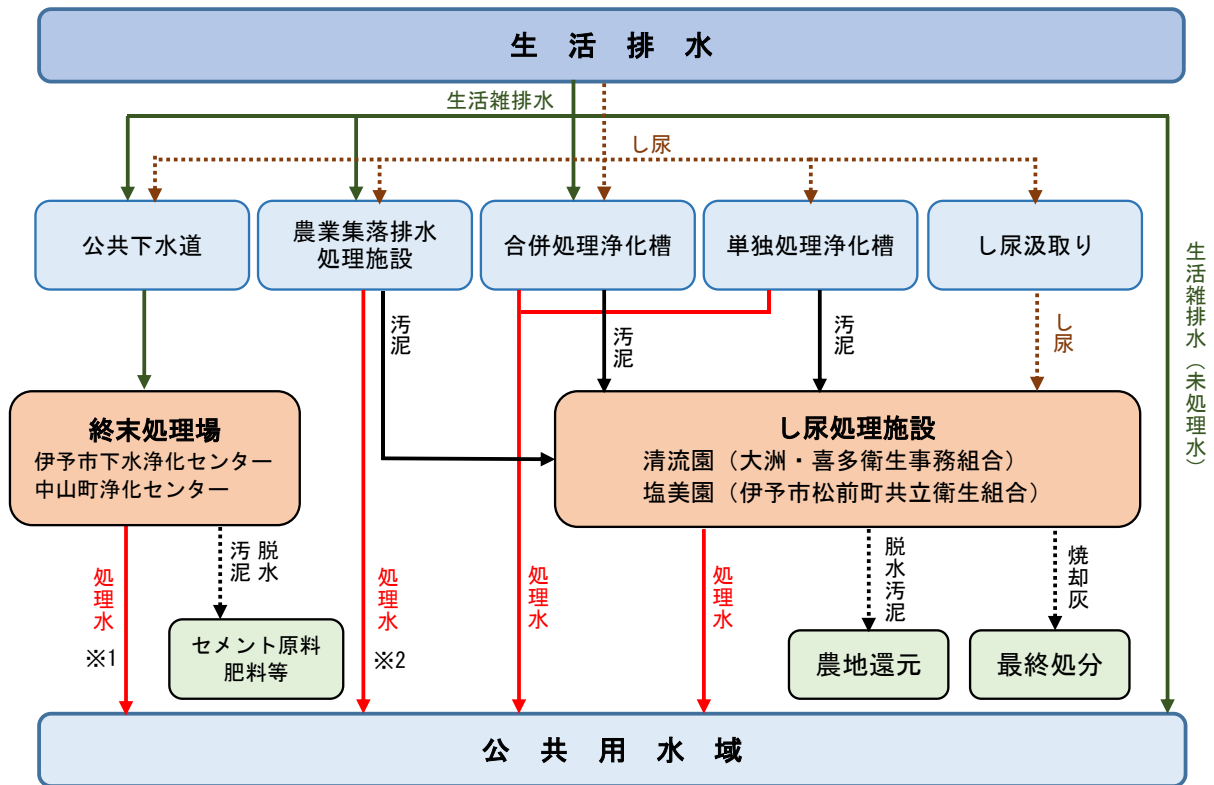 生活排水
生活雑排水
し尿
公共下水道
農業集落排水
処理施設
合併処理浄化槽
単独処理浄化槽
し尿汲取り
生活雑排水（未処理水）
汚泥
汚泥
汚泥
し尿
終末処理場
伊予市下水浄化センター
中山町浄化センター
し尿処理施設
清流園（大洲・喜多衛生事務組合）
塩美園（伊予市松前町共立衛生組合）
処理水
※1
脱水
汚泥
処理水
※2
処理水
処理水
脱水汚泥
焼却灰
セメント原料
肥料等
農地還元
最終処分
公共用水域